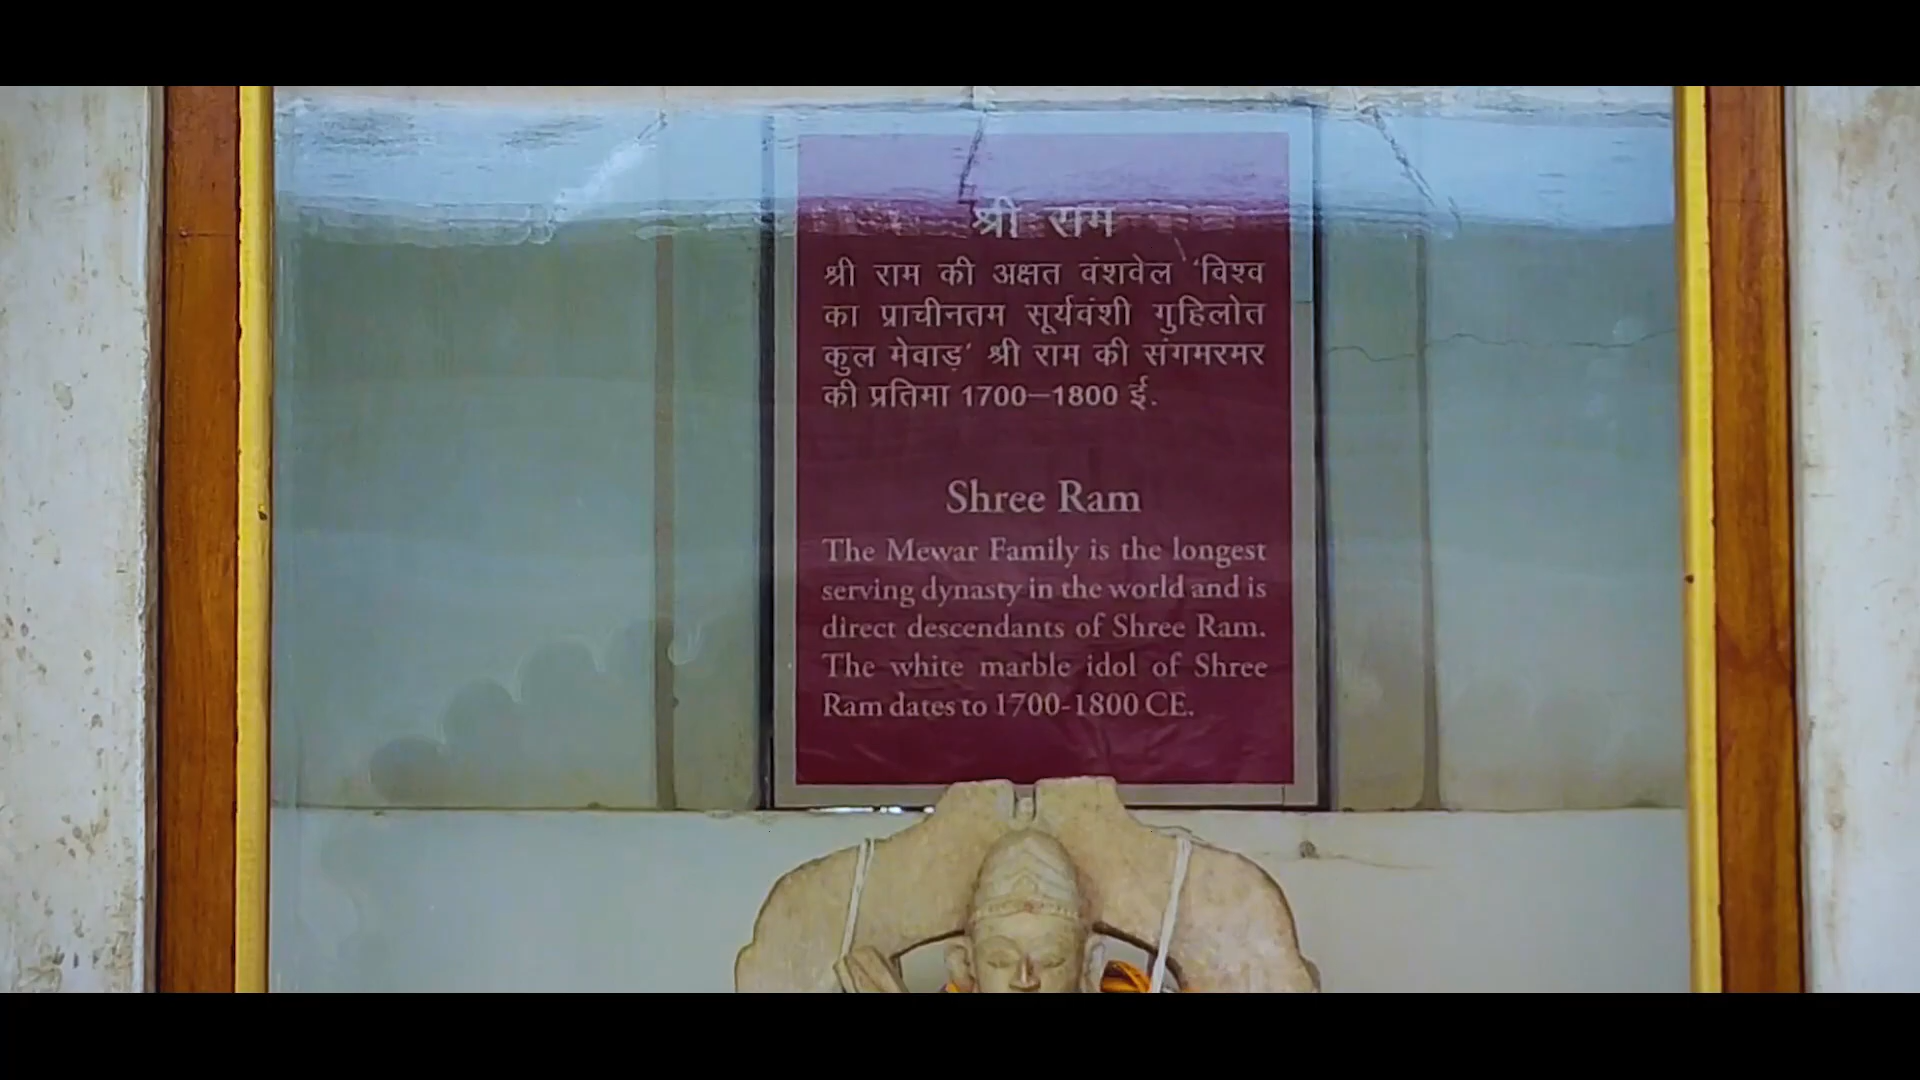 श्री राम
श्री राम की अक्षत वंशवेल ‘विश्व
का प्राचीनतम सूर्यवंशी गुहिलोत
कुल मेवाड़’ श्री राम की संगमरमर
की प्रतिमा 1700–1800 ई.
Shree Ram
The Mewar Family is the longest
serving dynasty in the world and is
direct descendants of Shree Ram.
The white marble idol of Shree
Ram dates to 1700-1800 CE.